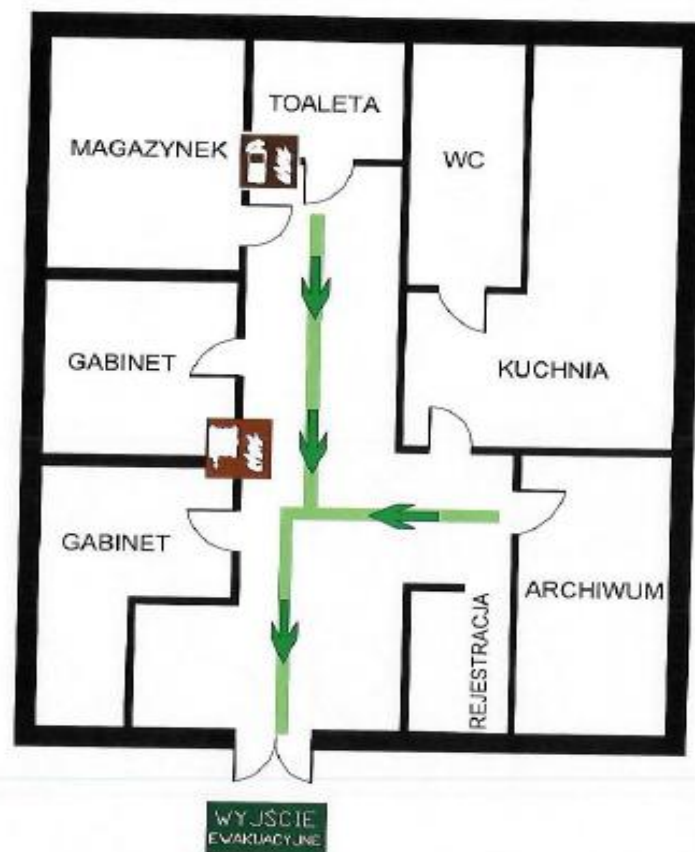 TOALETA
MAGAZYNEK
WC
GABINET
KUCHNIA
GABINET
ARCHIWUM
REJESTRACJA
WYJŚCIE
EWAKUACYJNE